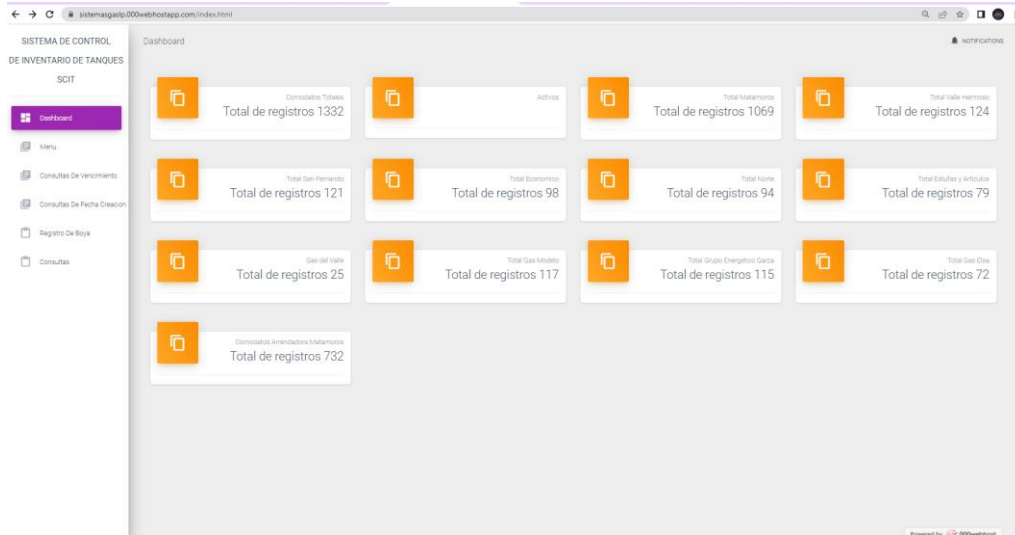 sistemasgaslp.000webhostapp.com/index.html
SISTEMA DE CONTROL
DE INVENTARIO DE TANQUES
SCIT
Dashboard
Menu
Consultas De Vencimiento
Consultas De Fecha Creacion
Registro De Boya
Consultas
Dashboard
NOTIFICATIONS
Comodatos Totales
Total de registros 1332
Activos
Total Matamoros
Total de registros 1069
Total Valle Hermoso
Total de registros 124
Total San Fernando
Total de registros 121
Total Economico
Total de registros 98
Total Norte
Total de registros 94
Total Estufas y Articulos
Total de registros 79
Gas del Valle
Total de registros 25
Total Gas Modelo
Total de registros 117
Total Grupo Energetico Garza
Total de registros 115
Total Gas Elsa
Total de registros 72
Comodatos Arrendadora Matamoros
Total de registros 732
Powered by 000webhost